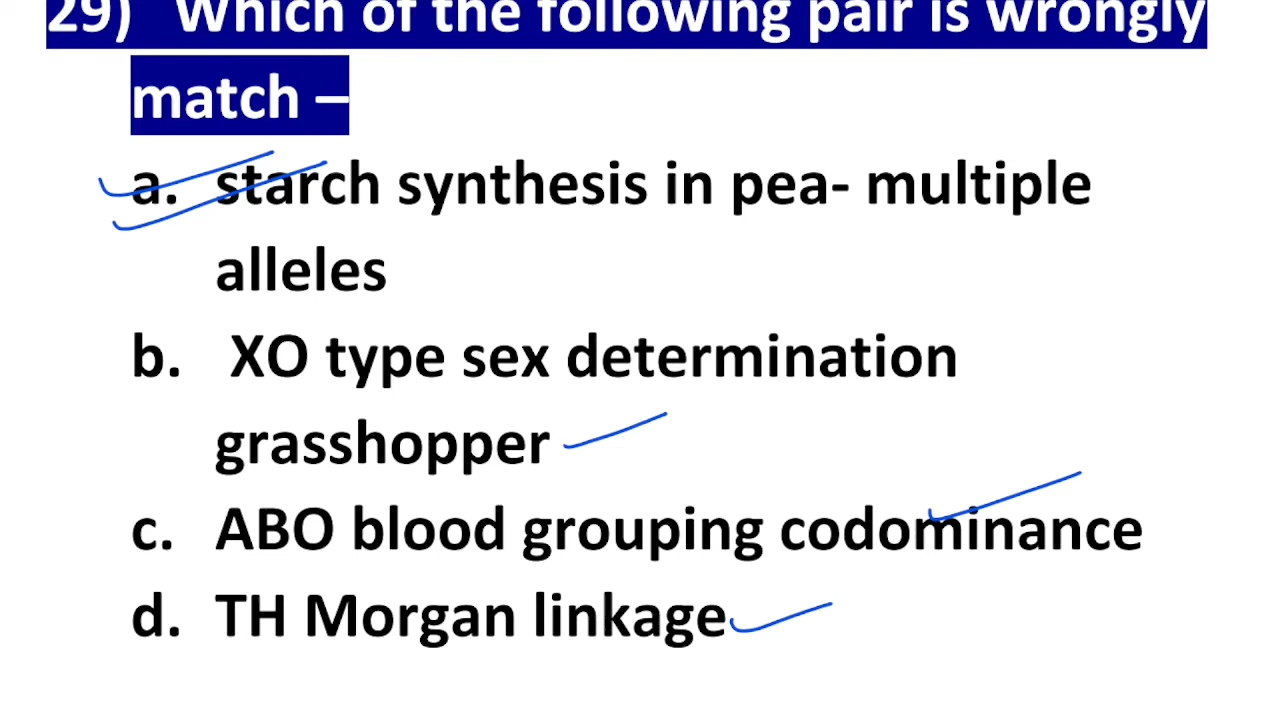 29) Which of the following pair is wrongly
match –
a. starch synthesis in pea- multiple
alleles
b. XO type sex determination
grasshopper
c. ABO blood grouping codominance
d. TH Morgan linkage